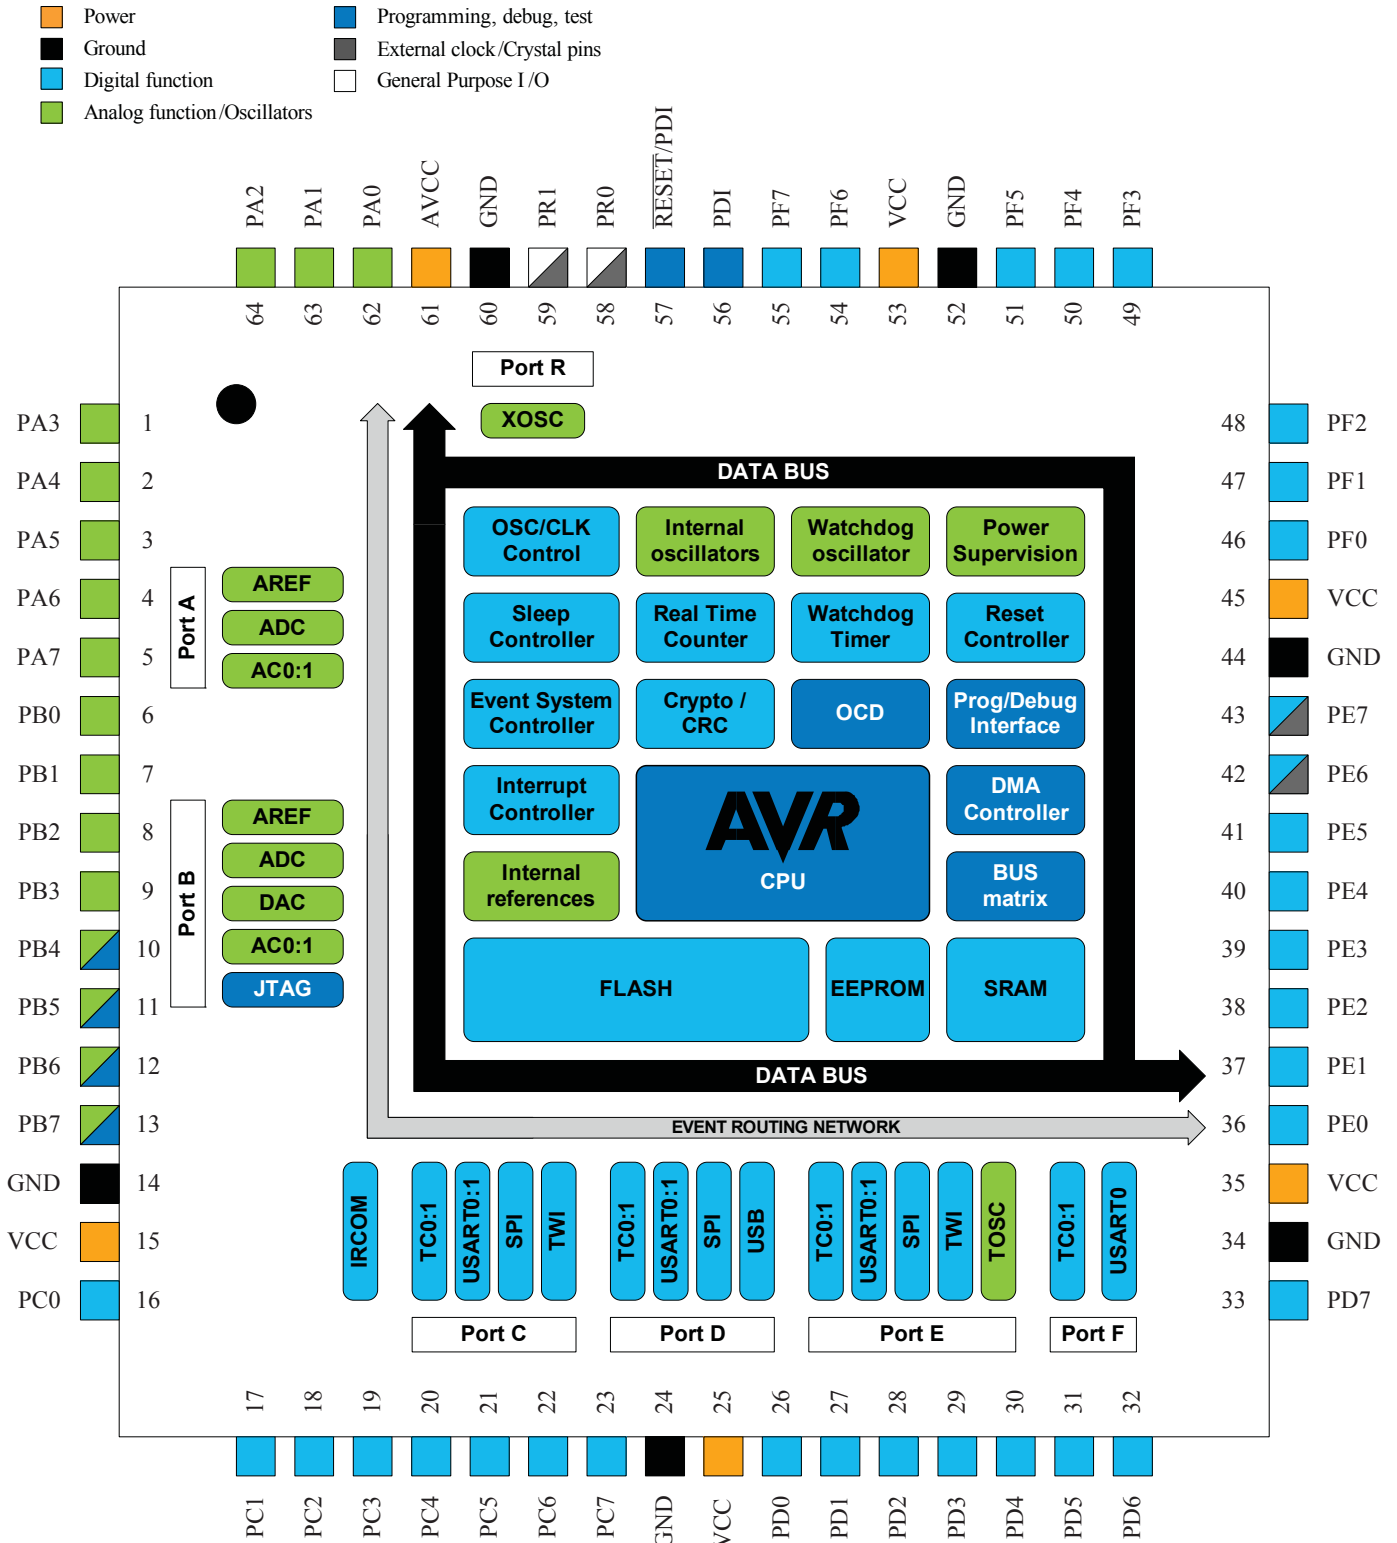 Power
Ground
Digital function
Analog function/Oscillators
Programming, debug, test
External clock/Crystal pins
General Purpose I/O
PA2
PA1
PA0
AVCC
GND
PR1
PR0
RESET/PDI
PDI
PF7
PF6
VCC
GND
PF5
PF4
PF3
64
63
62
61
60
59
58
57
56
55
54
53
52
51
50
49
PA3 1
PA4 2
PA5 3
PA6 4
PA7 5
PB0 6
PB1 7
PB2 8
PB3 9
PB4 10
PB5 11
PB6 12
PB7 13
GND 14
VCC 15
PC0 16
Port A
AREF
ADC
AC0:1
Port B
AREF
ADC
DAC
AC0:1
JTAG
Port R
XOSC
DATA BUS
OSC/CLK
Control
Internal
oscillators
Watchdog
oscillator
Power
Supervision
Sleep
Controller
Real Time
Counter
Watchdog
Timer
Reset
Controller
Event System
Controller
Crypto /
CRC
OCD
Prog/Debug
Interface
Interrupt
Controller
AVR
CPU
DMA
Controller
Internal
references
BUS
matrix
FLASH
EEPROM
SRAM
DATA BUS
EVENT ROUTING NETWORK
48 PF2
47 PF1
46 PF0
45 VCC
44 GND
43 PE7
42 PE6
41 PE5
40 PE4
39 PE3
38 PE2
37 PE1
36 PE0
35 VCC
34 GND
33 PD7
IRCOM
TC0:1
USART0:1
SPI
TWI
TC0:1
USART0:1
SPI
USB
TC0:1
USART0:1
SPI
TWI
TOSC
TC0:1
USART0
Port C
Port D
Port E
Port F
17
18
19
20
21
22
23
24
25
26
27
28
29
30
31
32
PC1
PC2
PC3
PC4
PC5
PC6
PC7
GND
VCC
PD0
PD1
PD2
PD3
PD4
PD5
PD6